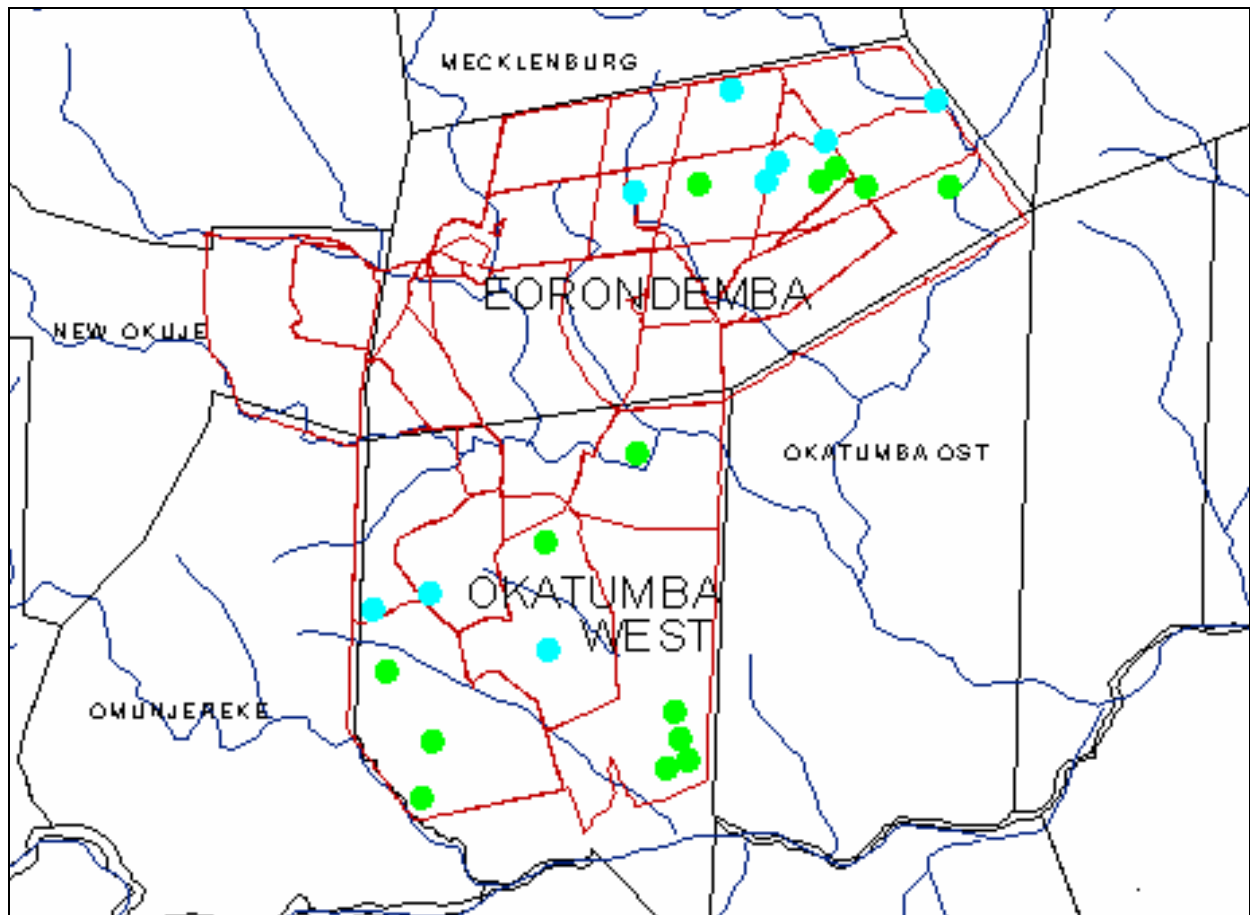 MECKLENBURG
EORONDEMBA
NEW OKUJE
OKATUMBA OST
OKATUMBA
WEST
OMUNJEREKE